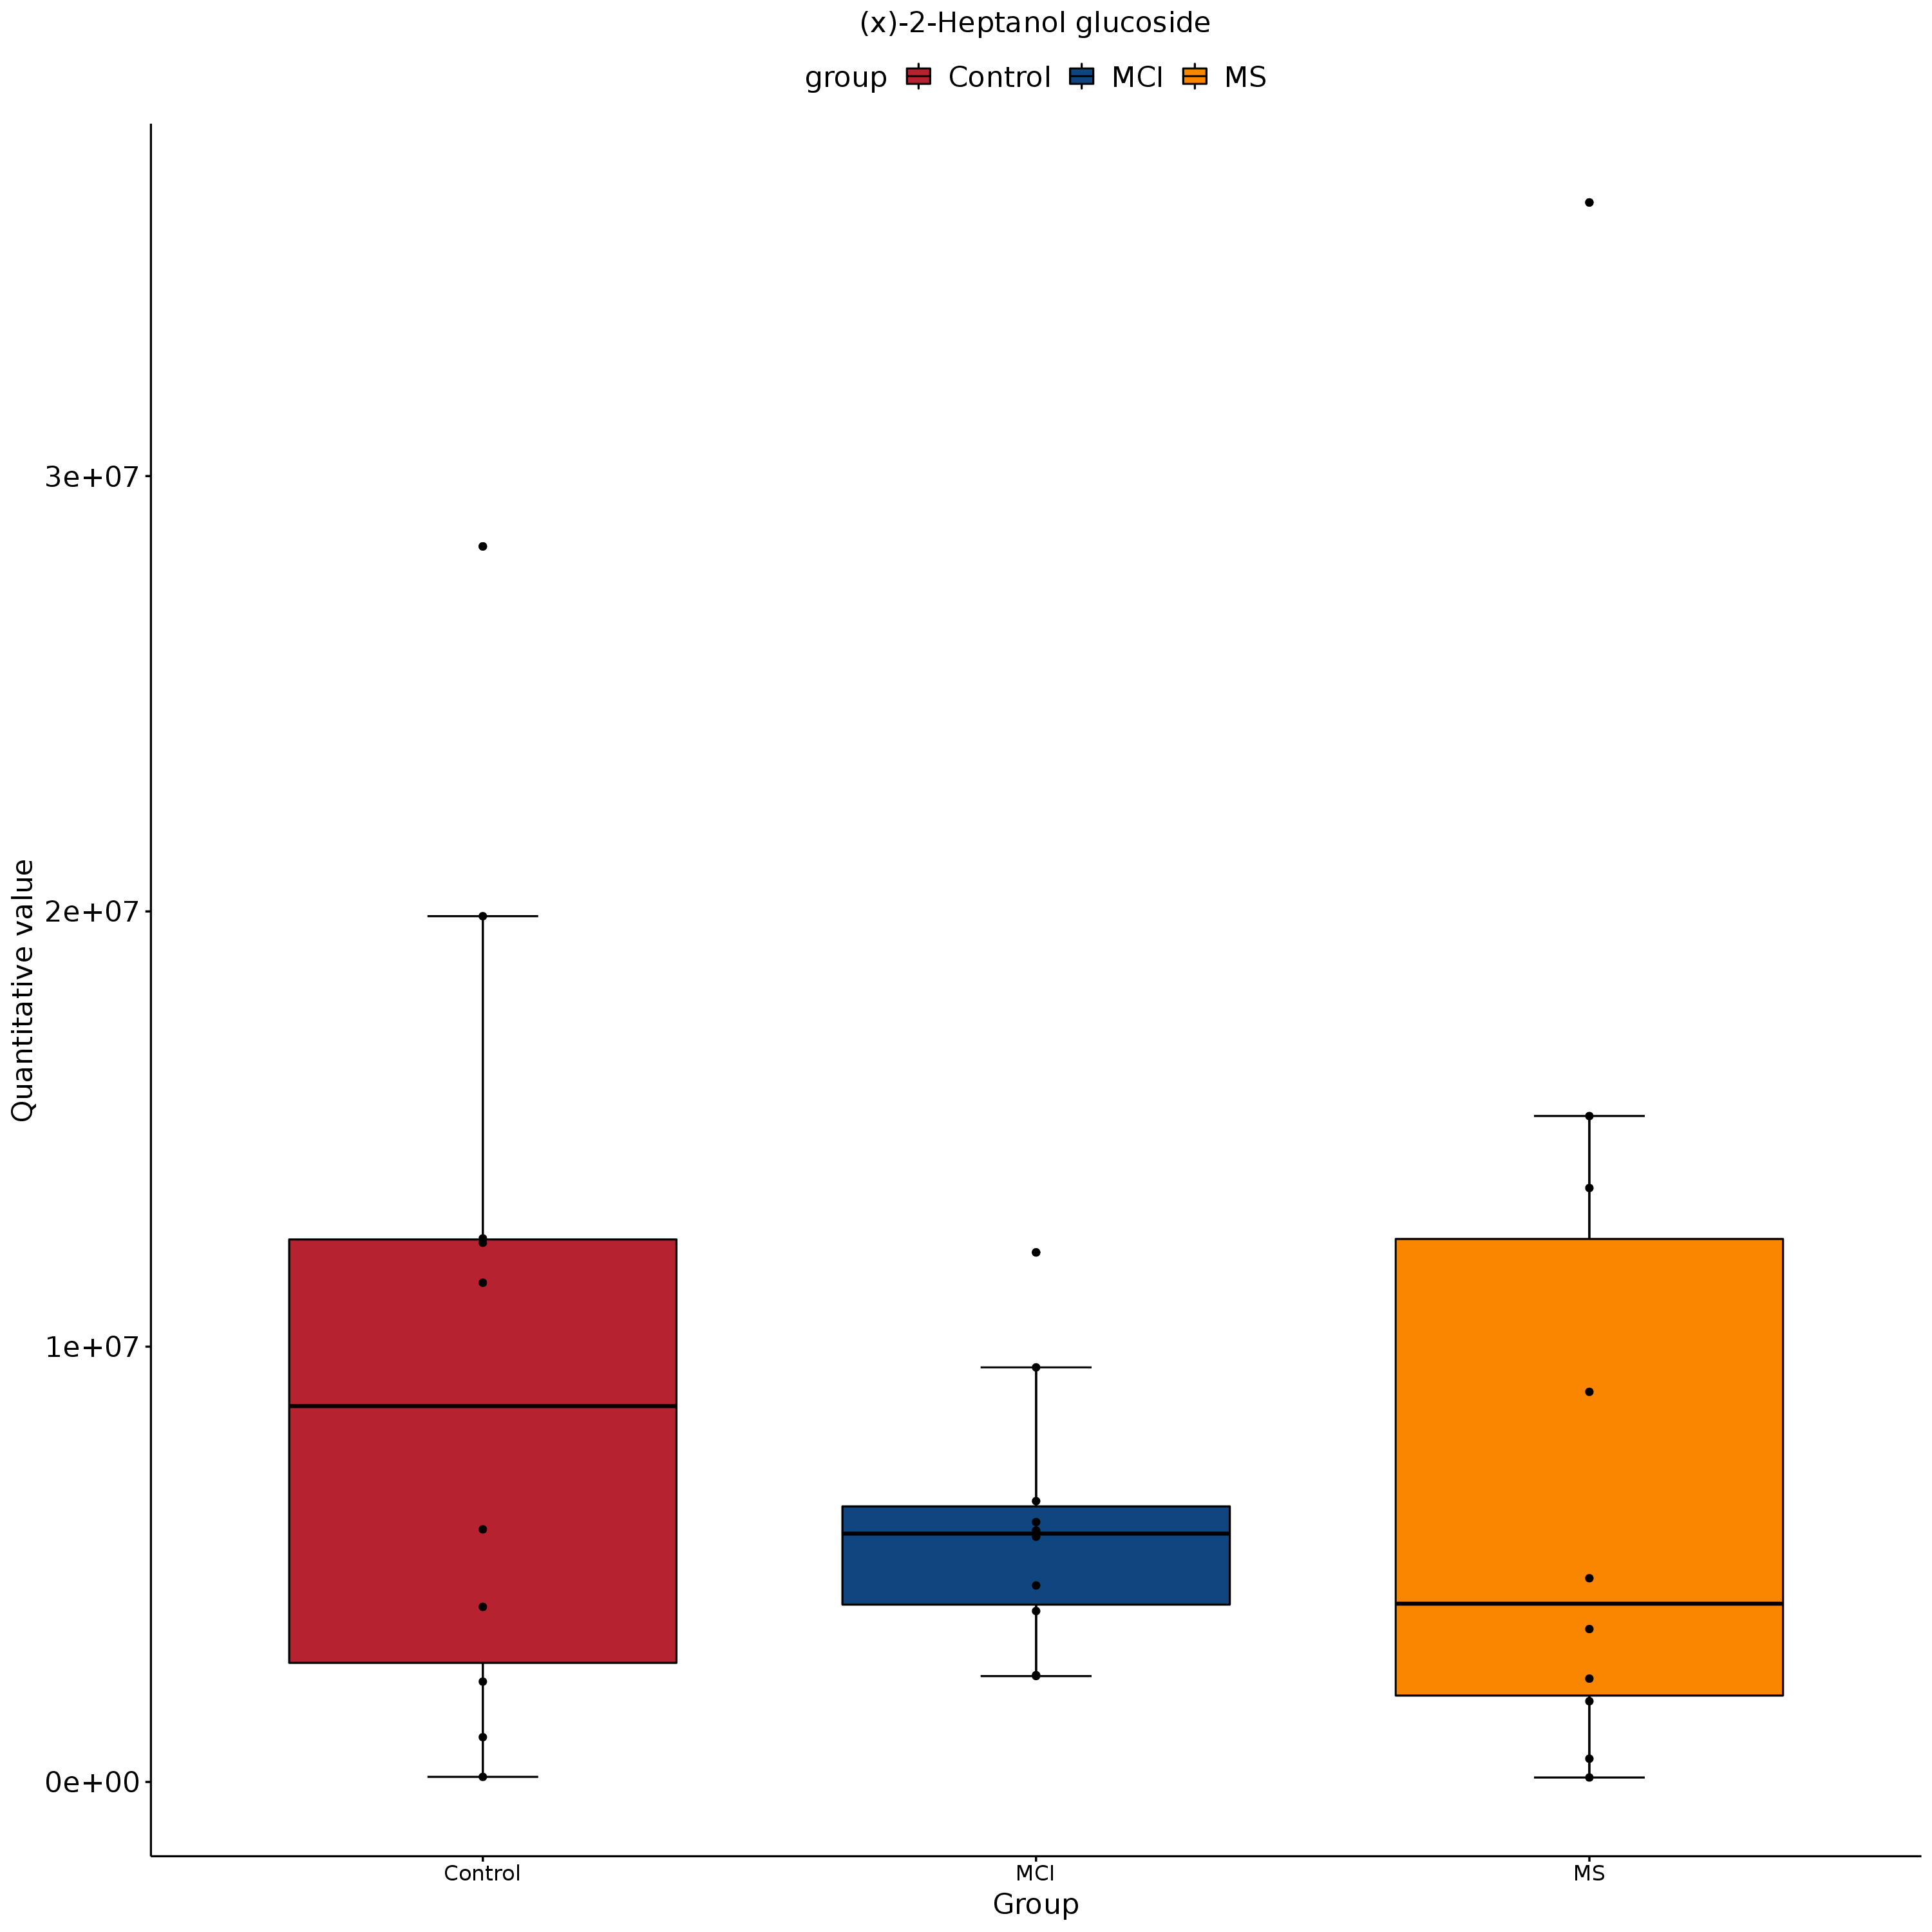 (x)-2-Heptanol glucoside
group Control MCI MS
3e+07
2e+07
1e+07
0e+00
Quantitative value
Control MCI MS
Group